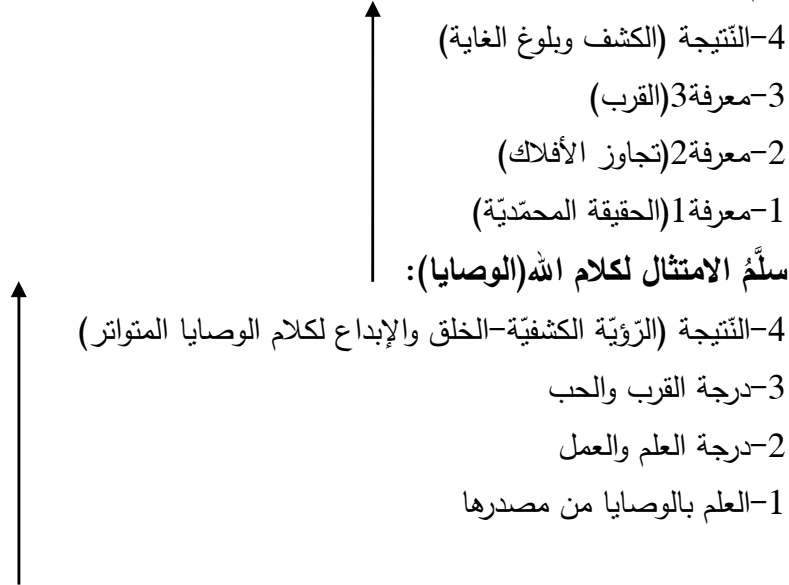 4-النّتيجة (الكشف وبلوغ الغاية)
3-معرفة3(القرب)
2-معرفة2(تجاوز الأفلاك)
1-معرفة1(الحقيقة المحمّديّة)
سلَّمُ الامتثال لكلام الله(الوصايا):
4-النّتيجة (الرّؤيّة الكشفيّة-الخلق والإبداع لكلام الوصايا المتواتر)
3-درجة القرب والحب
2-درجة العلم والعمل
1-العلم بالوصايا من مصدرها